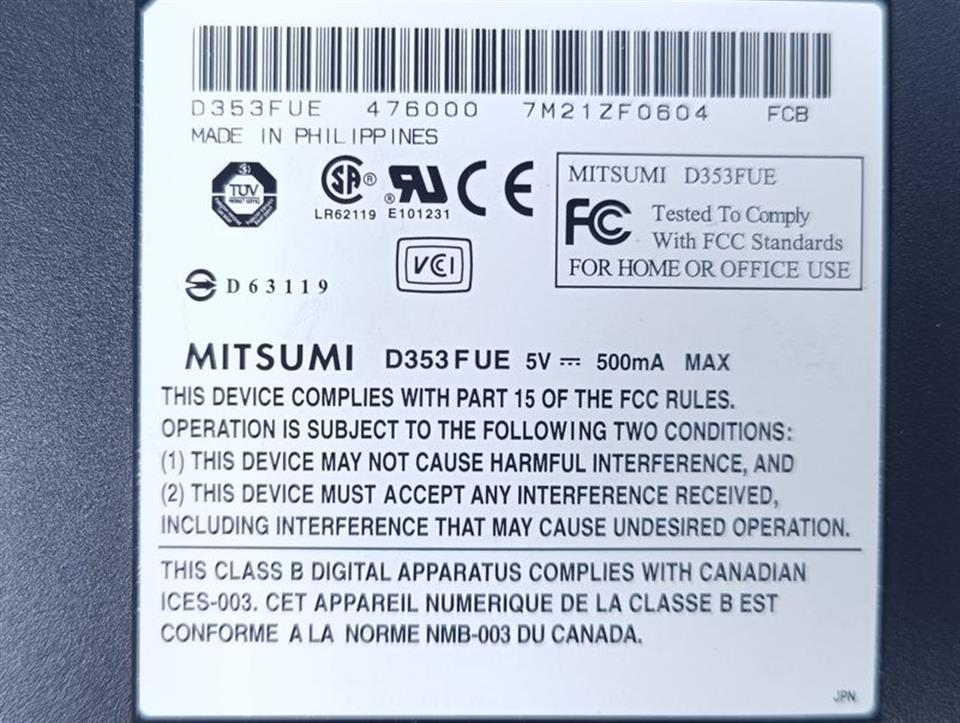 D353FUE 476000 7M21ZF0604 FCB
MADE IN PHILIPPINES
TÜV
SA ®
LR62119
® UR
E101231
CE
MITSUMI D353FUE
FC Tested To Comply
With FCC Standards
FOR HOME OR OFFICE USE
VCI
D63119
MITSUMI D353FUE 5V ⎓ 500mA MAX
THIS DEVICE COMPLIES WITH PART 15 OF THE FCC RULES.
OPERATION IS SUBJECT TO THE FOLLOWING TWO CONDITIONS:
(1) THIS DEVICE MAY NOT CAUSE HARMFUL INTERFERENCE, AND
(2) THIS DEVICE MUST ACCEPT ANY INTERFERENCE RECEIVED,
INCLUDING INTERFERENCE THAT MAY CAUSE UNDESIRED OPERATION.
THIS CLASS B DIGITAL APPARATUS COMPLIES WITH CANADIAN
ICES-003. CET APPAREIL NUMERIQUE DE LA CLASSE B EST
CONFORME A LA NORME NMB-003 DU CANADA.
JPN